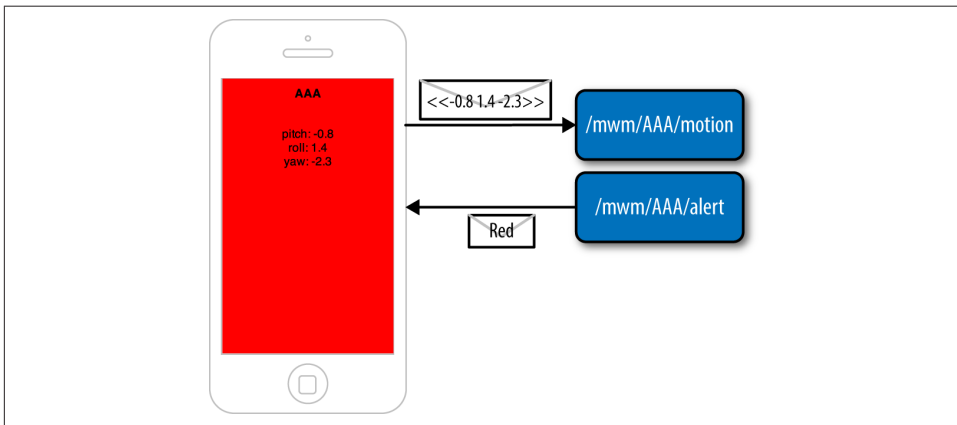 AAA
pitch: -0.8
roll: 1.4
yaw: -2.3
<<-0.8 1.4 -2.3>>
/mwm/AAA/motion
/mwm/AAA/alert
Red